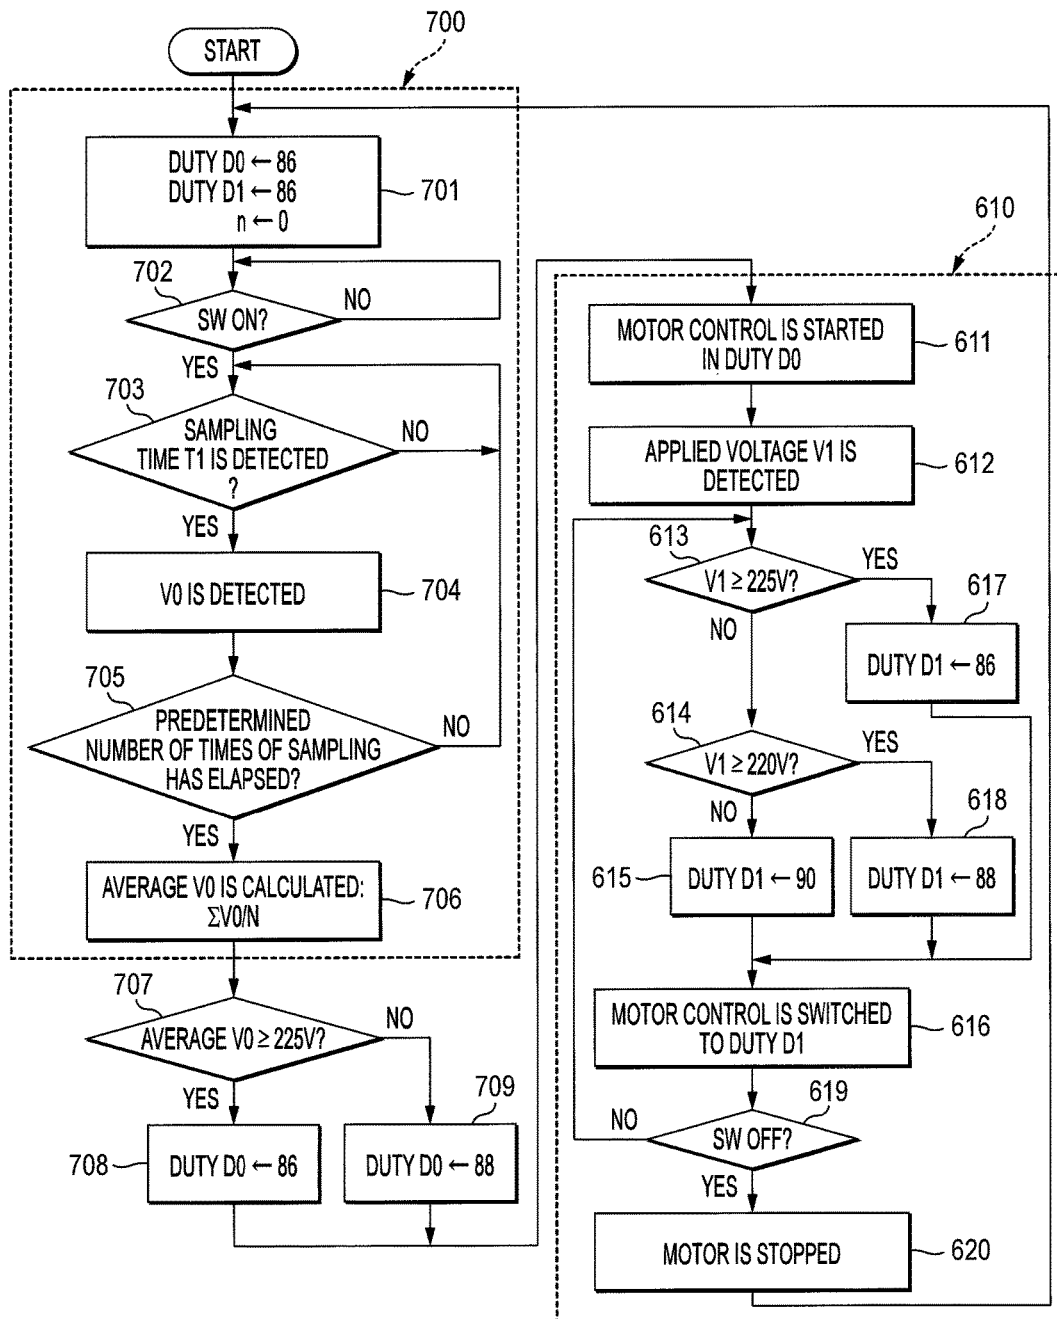 700
START
DUTY D0 ← 86
DUTY D1 ← 86
n ← 0
701
702
SW ON?
NO
YES
703
SAMPLING
TIME T1 IS DETECTED
?
NO
YES
V0 IS DETECTED
704
705
PREDETERMINED
NUMBER OF TIMES OF SAMPLING
HAS ELAPSED?
NO
YES
AVERAGE V0 IS CALCULATED:
ΣV0/N
706
707
AVERAGE V0 ≥ 225V?
NO
YES
708
DUTY D0 ← 86
709
DUTY D0 ← 88
610
MOTOR CONTROL IS STARTED
IN DUTY D0
611
APPLIED VOLTAGE V1 IS
DETECTED
612
613
V1 ≥ 225V?
YES
NO
617
DUTY D1 ← 86
614
V1 ≥ 220V?
YES
NO
618
615
DUTY D1 ← 90
DUTY D1 ← 88
MOTOR CONTROL IS SWITCHED
TO DUTY D1
616
619
NO
SW OFF?
YES
MOTOR IS STOPPED
620